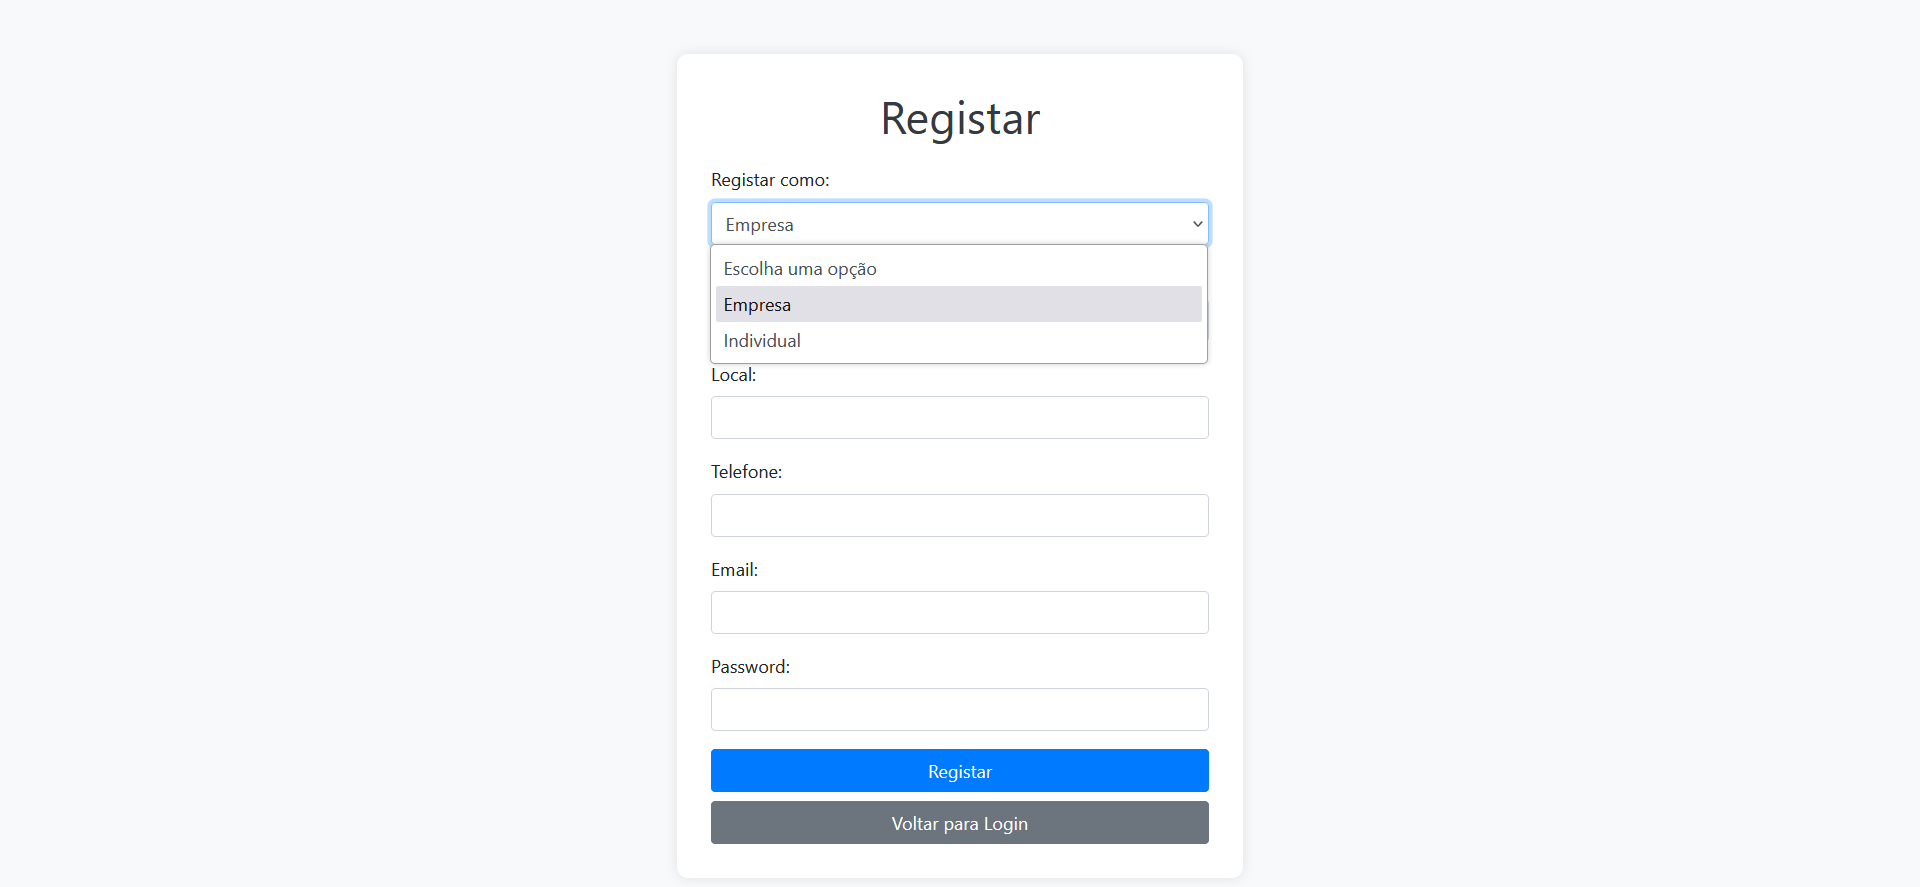 Registar
Registar como:
Empresa
Escolha uma opção
Empresa
Individual
Local:
Telefone:
Email:
Password:
Registar
Voltar para Login